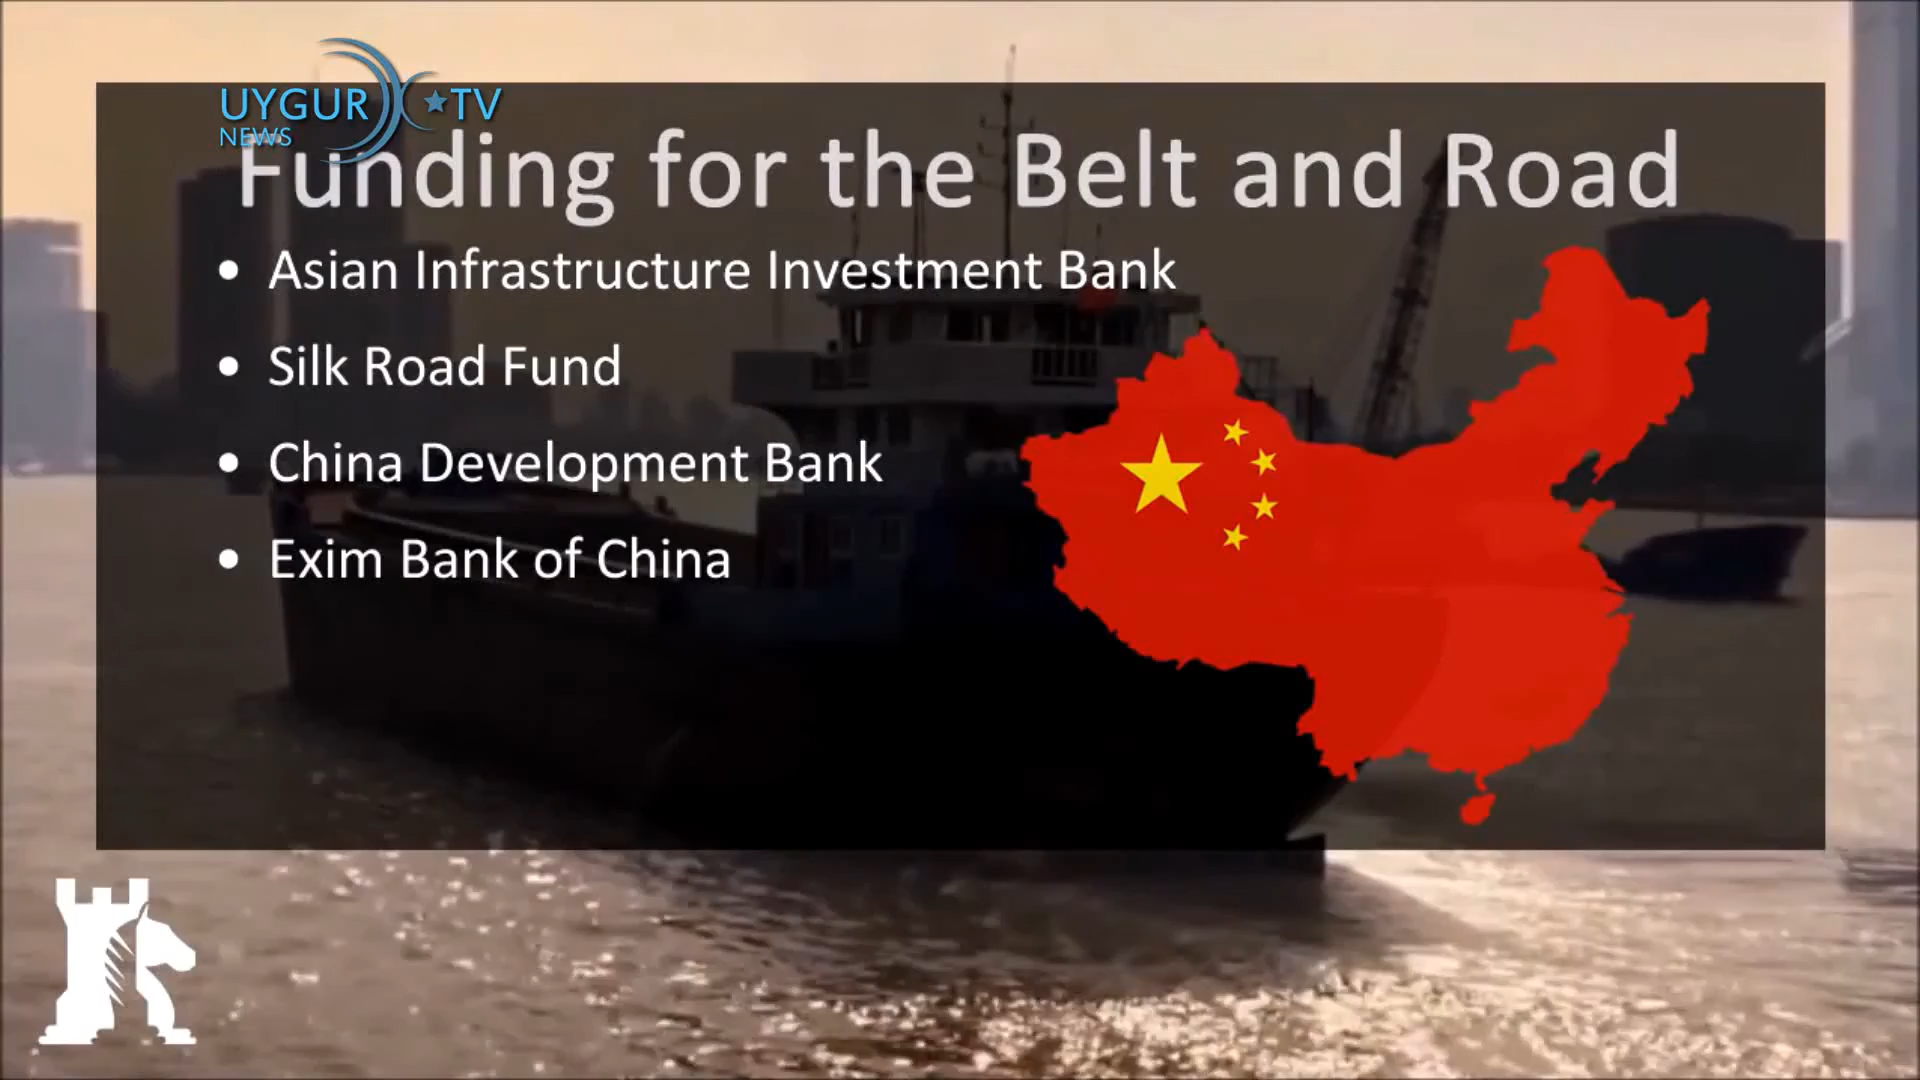 UYGUR TV
NEWS
Funding for the Belt and Road
• Asian Infrastructure Investment Bank
• Silk Road Fund
• China Development Bank
• Exim Bank of China